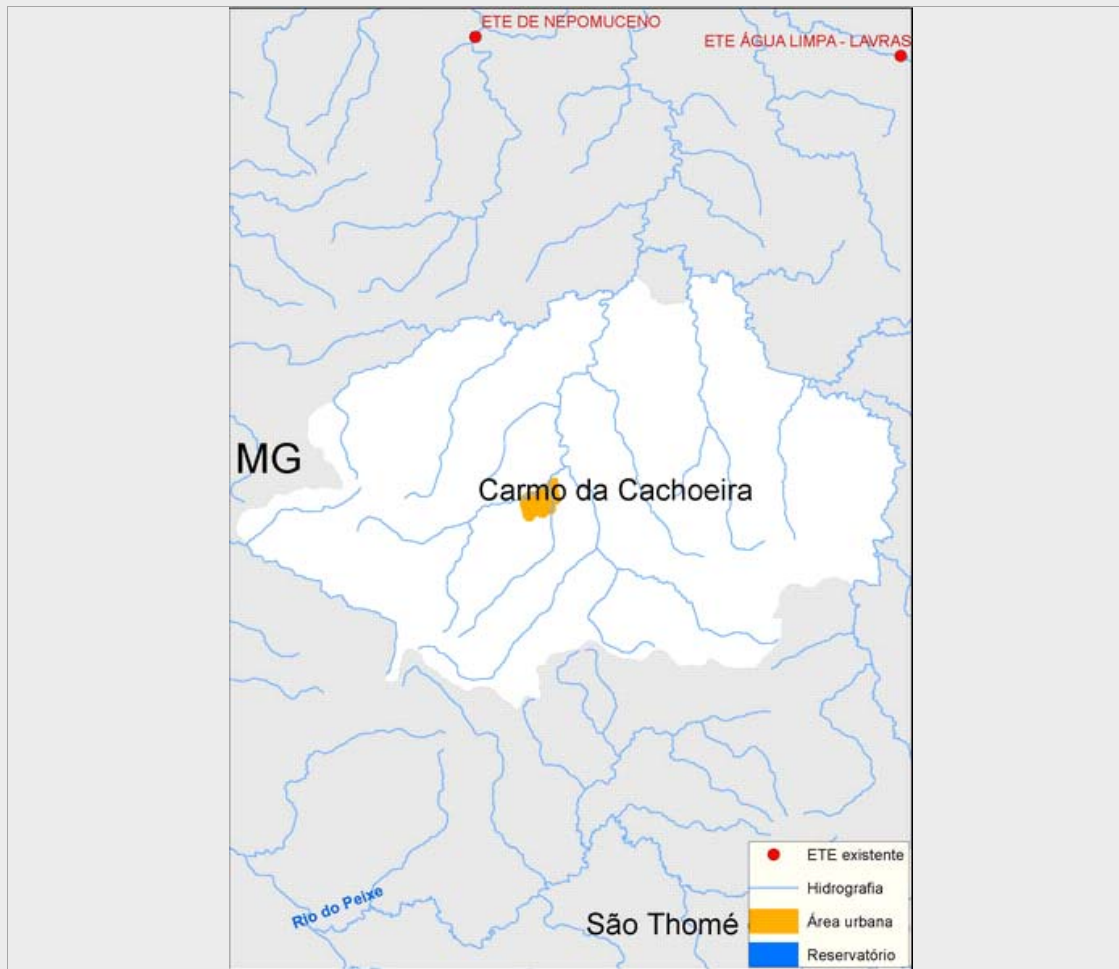 ETE DE NEPOMUCENO
ETE ÁGUA LIMPA - LAVRAS
MG
Carmo da Cachoeira
Rio do Peixe
São Thomé
ETE existente
Hidrografia
Área urbana
Reservatório